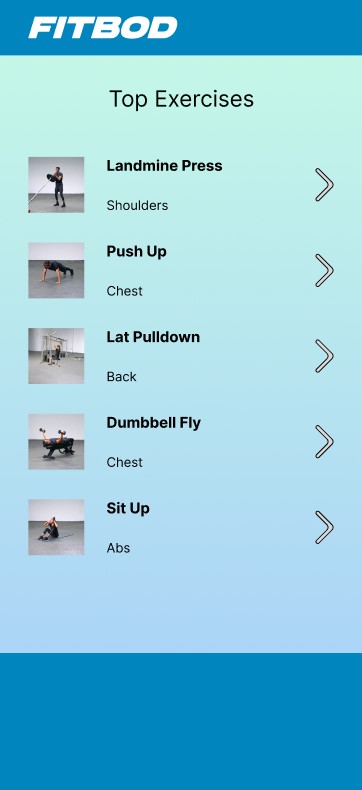 FITBOD
Top Exercises
Landmine Press
Shoulders
Push Up
Chest
Lat Pulldown
Back
Dumbbell Fly
Chest
Sit Up
Abs